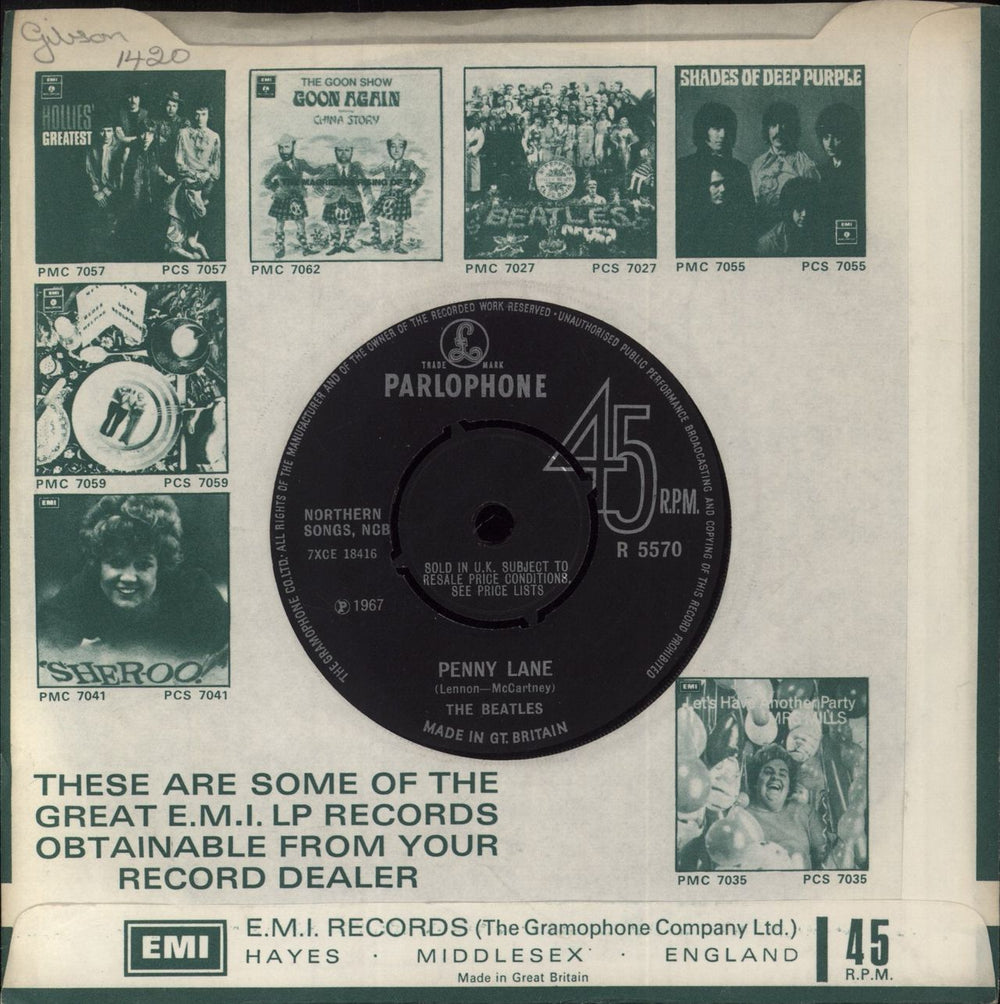 Gibson
1420
EMI
HOLLIES'
GREATEST
PMC 7057 PCS 7057
EMI
THE GOON SHOW
GOON AGAIN
CHINA STORY
PMC 7062
BEATLES
PMC 7027 PCS 7027
SHADES OF DEEP PURPLE
EMI
PMC 7055 PCS 7055
EMI
PMC 7059 PCS 7059
EMI
"SHEROO"
PMC 7041 PCS 7041
THE GRAMOPHONE CO.LTD. · ALL RIGHTS OF THE MANUFACTURER AND OF THE OWNER OF THE RECORDED WORK RESERVED · UNAUTHORISED PUBLIC PERFORMANCE BROADCASTING AND COPYING OF THIS RECORD PROHIBITED
£
TRADE MARK
PARLOPHONE
45
R.P.M.
NORTHERN
SONGS, NCB
7XCE 18416
R 5570
SOLD IN U.K. SUBJECT TO
RESALE PRICE CONDITIONS.
SEE PRICE LISTS
℗ 1967
PENNY LANE
(Lennon—McCartney)
THE BEATLES
MADE IN GT. BRITAIN
EMI
Let's Have Another Party
MRS MILLS
PMC 7035 PCS 7035
THESE ARE SOME OF THE
GREAT E.M.I. LP RECORDS
OBTAINABLE FROM YOUR
RECORD DEALER
EMI
E.M.I. RECORDS (The Gramophone Company Ltd.)
HAYES · MIDDLESEX · ENGLAND
Made in Great Britain
45
R.P.M.